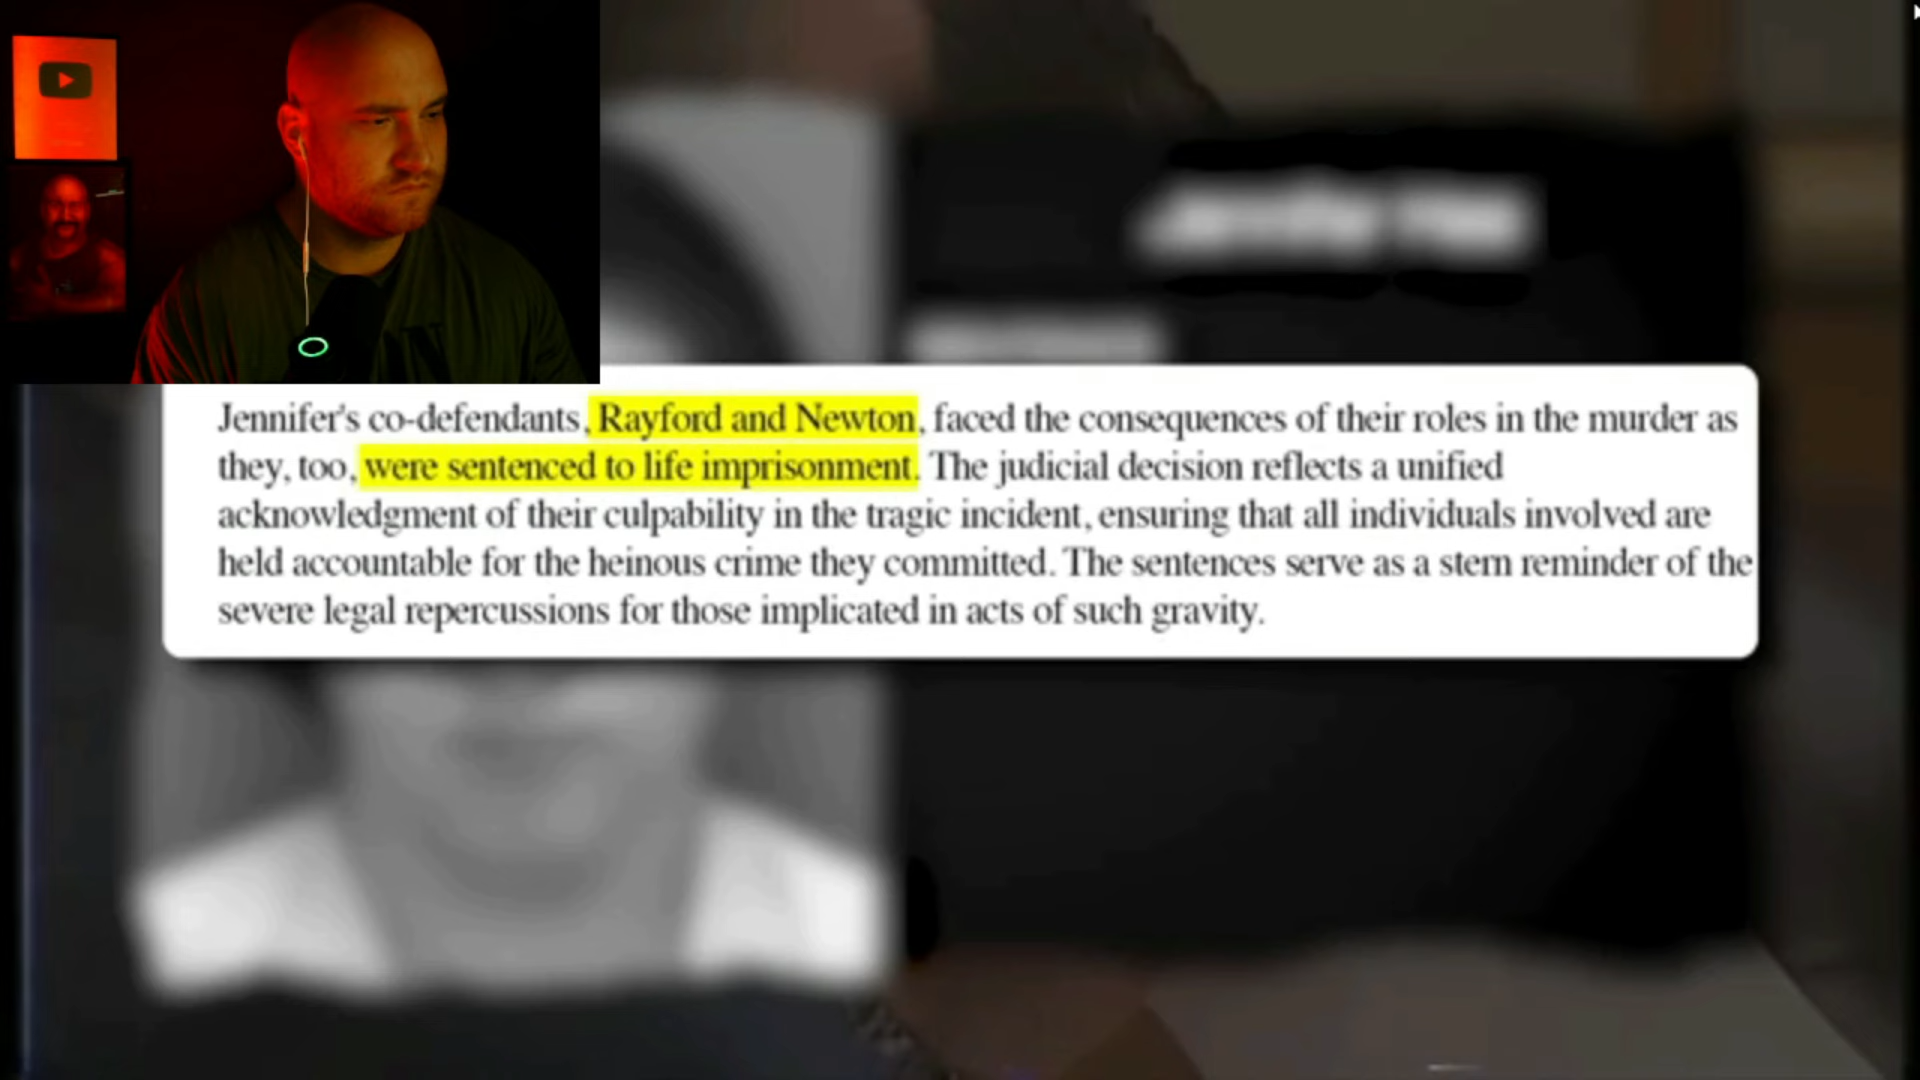 Jennifer's co-defendants, Rayford and Newton, faced the consequences of their roles in the murder as
they, too, were sentenced to life imprisonment. The judicial decision reflects a unified
acknowledgment of their culpability in the tragic incident, ensuring that all individuals involved are
held accountable for the heinous crime they committed. The sentences serve as a stern reminder of the
severe legal repercussions for those implicated in acts of such gravity.